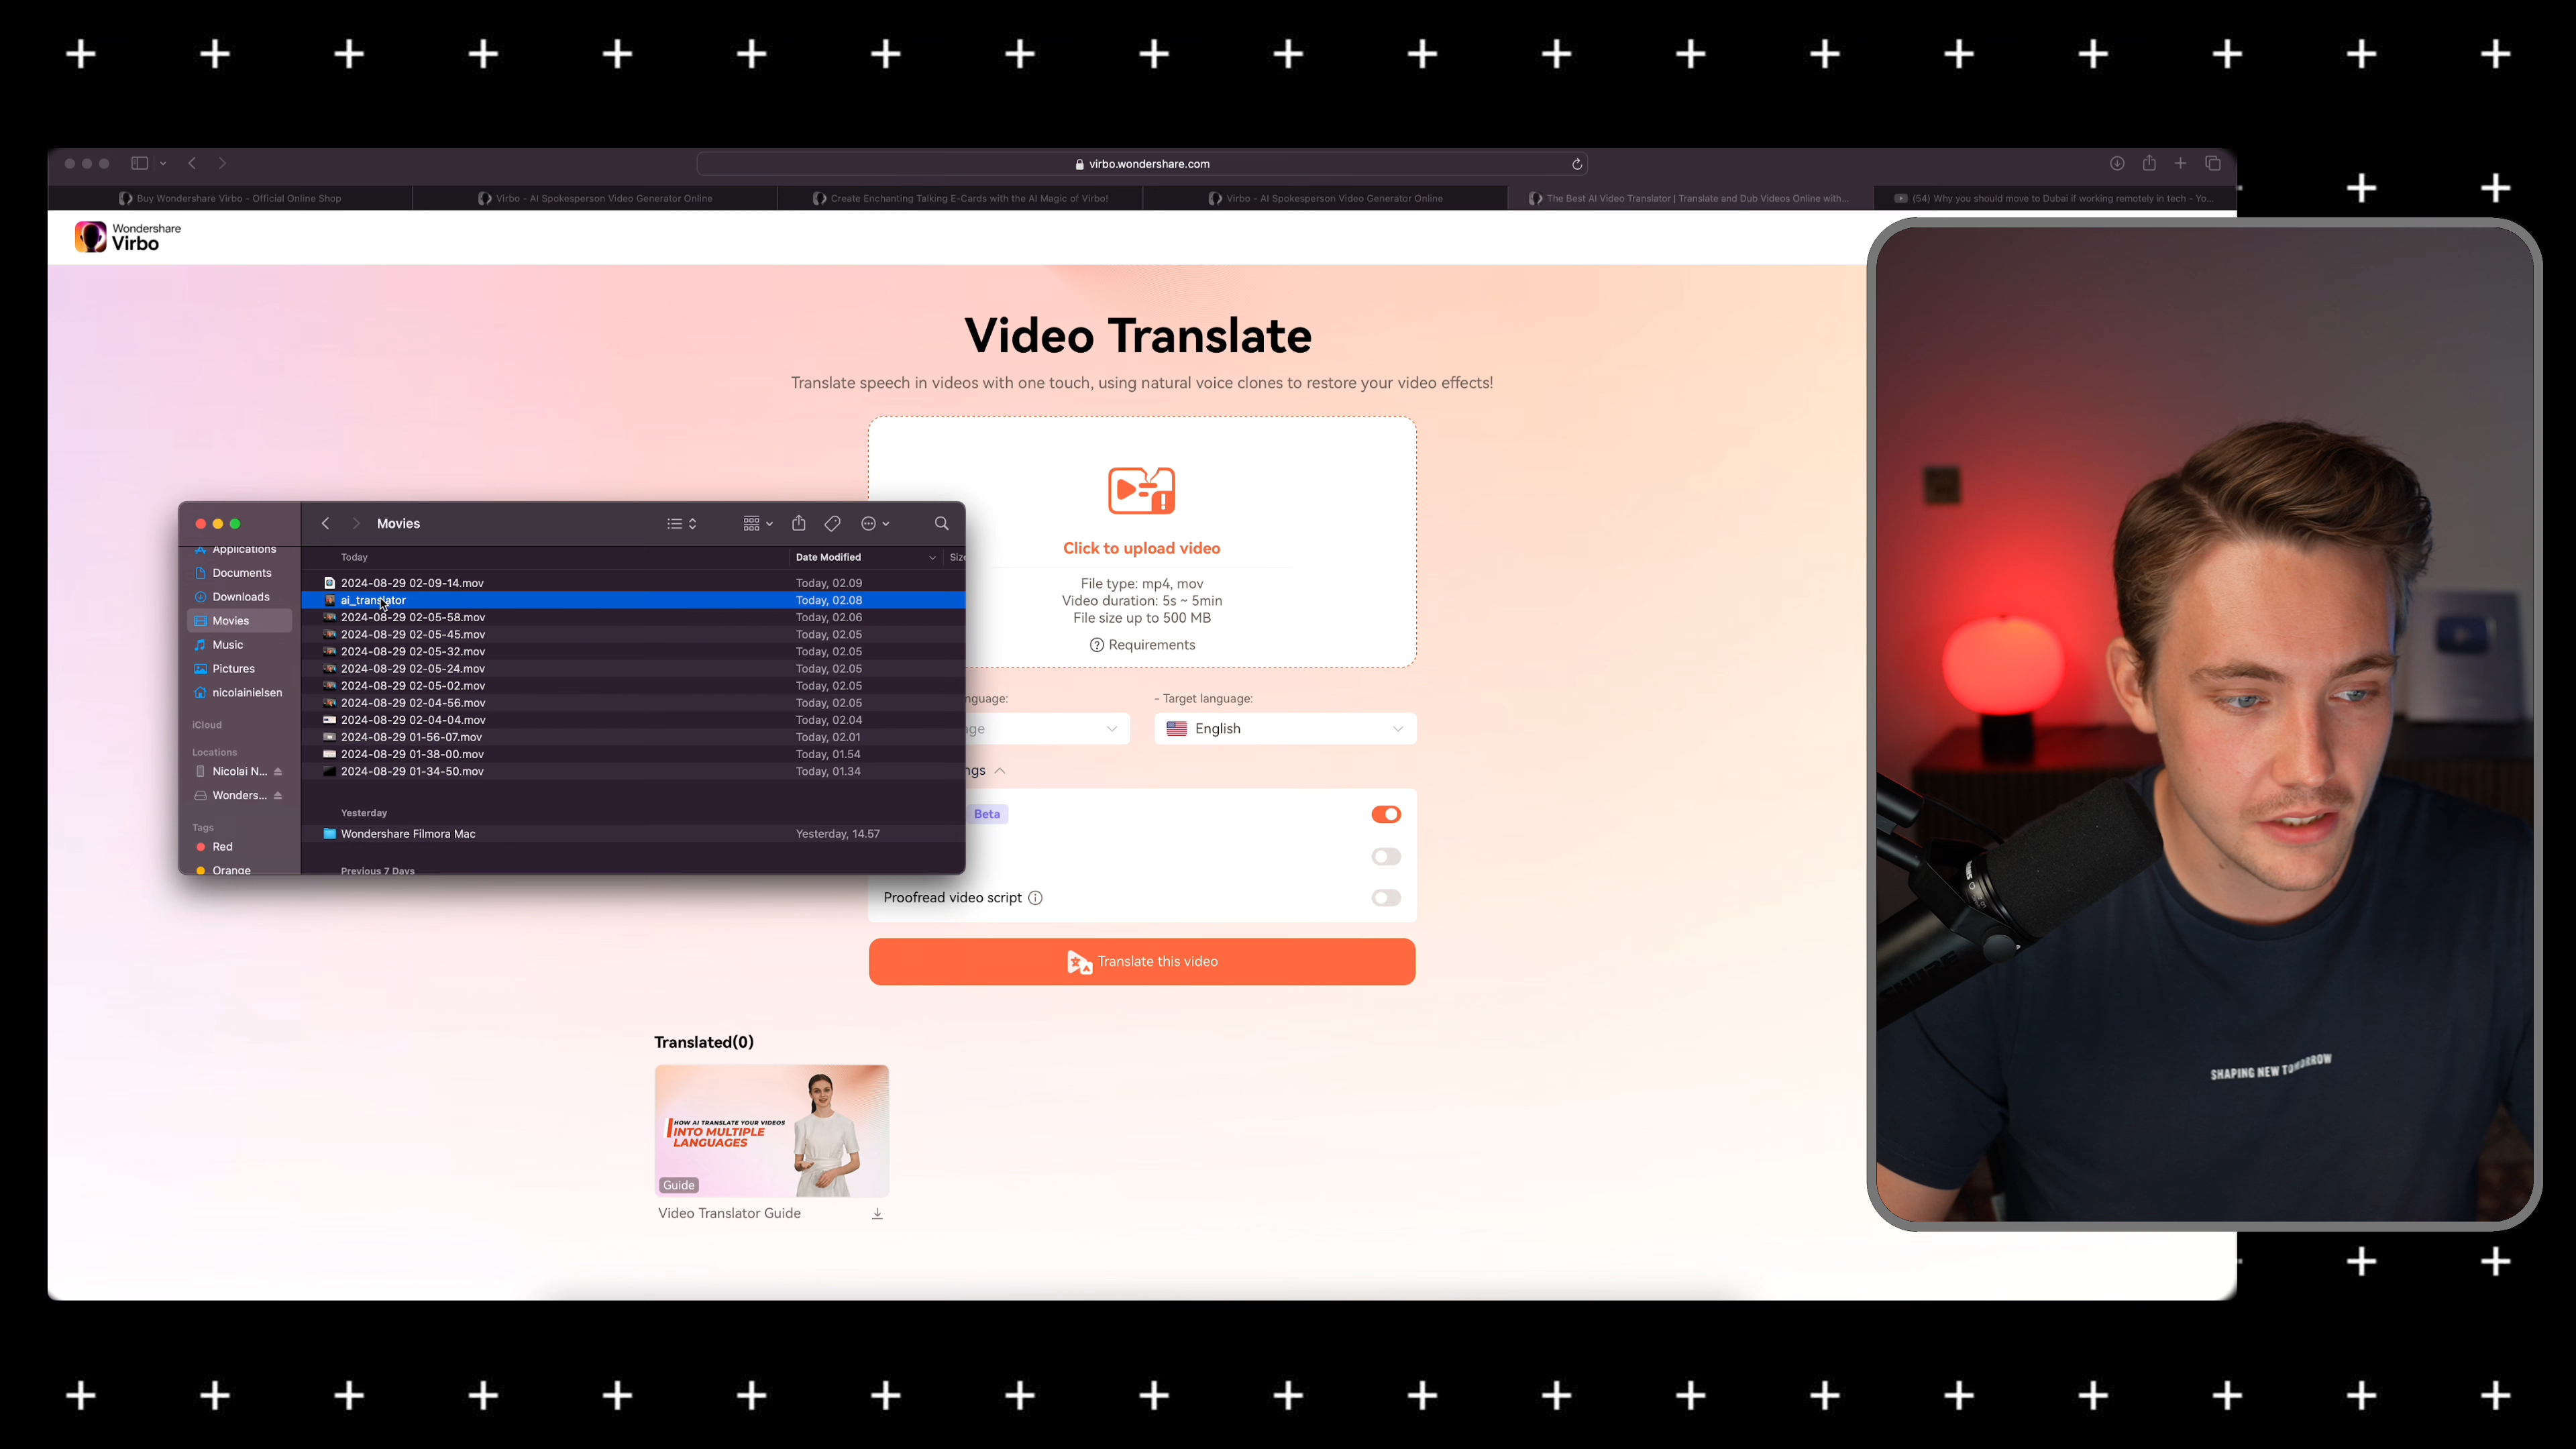 virbo.wondershare.com
Buy Wondershare Virbo - Official Online Shop
Virbo - AI Spokesperson Video Generator Online
Create Enchanting Talking E-Cards with the AI Magic of Virbo!
Virbo - AI Spokesperson Video Generator Online
The Best AI Video Translator | Translate and Dub Videos Online with...
(54) Why you should move to Dubai if working remotely in tech - Yo...
Wondershare
Virbo
Video Translate
Translate speech in videos with one touch, using natural voice clones to restore your video effects!
Click to upload video
File type: mp4, mov
Video duration: 5s ~ 5min
File size up to 500 MB
Requirements
Movies
Applications
Documents
Downloads
Movies
Music
Pictures
nicolainielsen
iCloud
Locations
Nicolai N...
Wonders...
Tags
Red
Orange
Today
Date Modified
Size
2024-08-29 02-09-14.mov Today, 02.09
ai_translator Today, 02.08
2024-08-29 02-05-58.mov Today, 02.06
2024-08-29 02-05-45.mov Today, 02.05
2024-08-29 02-05-32.mov Today, 02.05
2024-08-29 02-05-24.mov Today, 02.05
2024-08-29 02-05-02.mov Today, 02.05
2024-08-29 02-04-56.mov Today, 02.05
2024-08-29 02-04-04.mov Today, 02.04
2024-08-29 01-56-07.mov Today, 02.01
2024-08-29 01-38-00.mov Today, 01.54
2024-08-29 01-34-50.mov Today, 01.34
Yesterday
Wondershare Filmora Mac Yesterday, 14.57
Previous 7 Days
nguage:
- Target language:
English
ngs
Beta
Proofread video script
Translate this video
Translated(0)
HOW AI TRANSLATE YOUR VIDEOS
INTO MULTIPLE
LANGUAGES
Guide
Video Translator Guide
SHAPING NEW TOMORROW